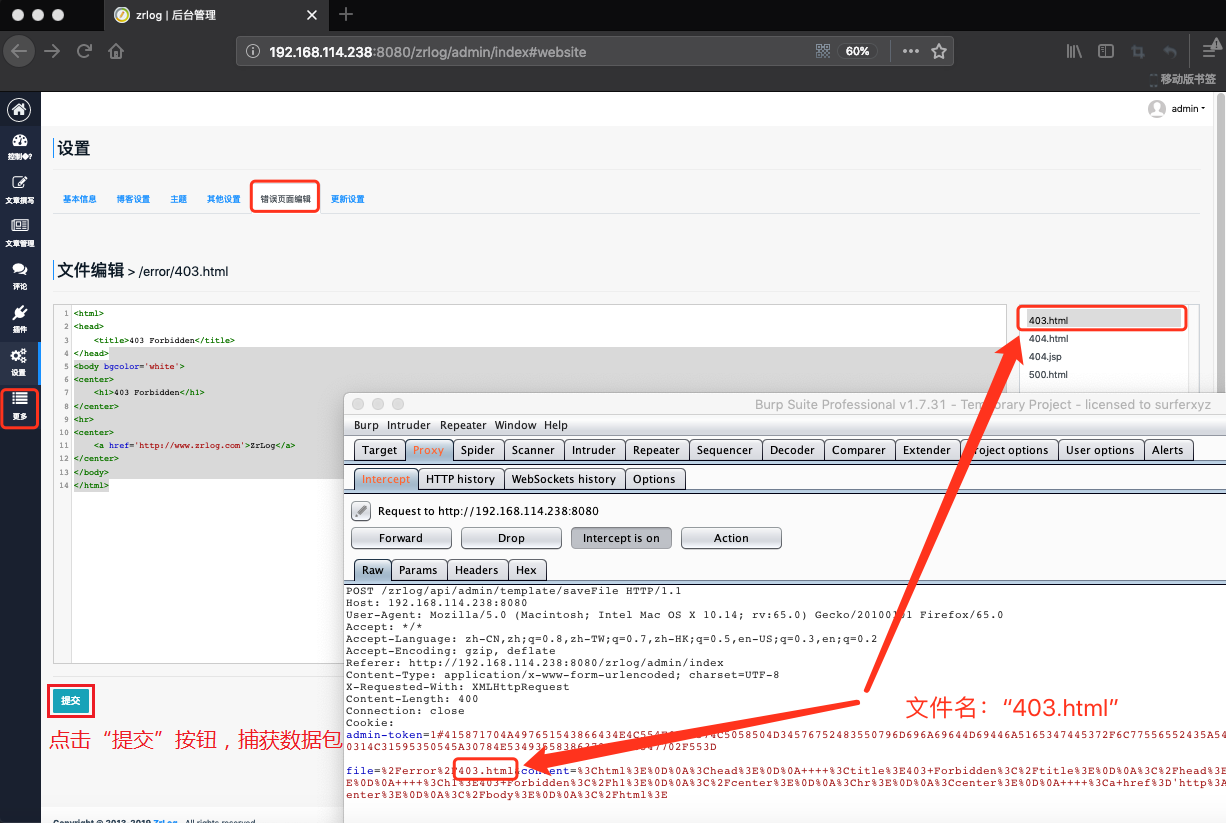 zrlog | 后台管理
192.168.114.238:8080/zrlog/admin/index#website
60%
移动版书签
admin
设置
基本信息 博客设置 主题 其他设置 错误页面编辑 更新设置
文章撰写
文章管理
评论
插件
设置
更多
文件编辑 > /error/403.html
1 <html>
2 <head>
3 <title>403 Forbidden</title>
4 </head>
5 <body bgcolor='white'>
6 <center>
7 <h1>403 Forbidden</h1>
8 </center>
9 <hr>
10 <center>
11 <a href='http://www.zrlog.com'>ZrLog</a>
12 </center>
13 </body>
14 </html>
403.html
404.html
404.jsp
500.html
提交
点击“提交”按钮，捕获数据包
Copyright © 2013-2019 ZrLog . All rights reserved.
Burp Suite Professional v1.7.31 - Temporary Project - licensed to surferxyz
Burp Intruder Repeater Window Help
Target Proxy Spider Scanner Intruder Repeater Sequencer Decoder Comparer Extender Project options User options Alerts
Intercept HTTP history WebSockets history Options
Request to http://192.168.114.238:8080
Forward Drop Intercept is on Action
Raw Params Headers Hex
POST /zrlog/api/admin/template/saveFile HTTP/1.1
Host: 192.168.114.238:8080
User-Agent: Mozilla/5.0 (Macintosh; Intel Mac OS X 10.14; rv:65.0) Gecko/20100101 Firefox/65.0
Accept: */*
Accept-Language: zh-CN,zh;q=0.8,zh-TW;q=0.7,zh-HK;q=0.5,en-US;q=0.3,en;q=0.2
Accept-Encoding: gzip, deflate
Referer: http://192.168.114.238:8080/zrlog/admin/index
Content-Type: application/x-www-form-urlencoded; charset=UTF-8
X-Requested-With: XMLHttpRequest
Content-Length: 400
Connection: close
Cookie:
file=%2Ferror%2F403.html&content=%3Chtml%3E%0D%0A%3Chead%3E%0D%0A++++%3Ctitle%3E403+Forbidden%3C%2Ftitle%3E%0D%0A%3C%2Fhead%3E
E%0D%0A++++%3Ch1%3E403+Forbidden%3C%2Fh1%3E%0D%0A%3C%2Fcenter%3E%0D%0A%3Chr%3E%0D%0A%3Ccenter%3E%0D%0A++++%3Ca+href%3D'http%3A
enter%3E%0D%0A%3C%2Fbody%3E%0D%0A%3C%2Fhtml%3E
文件名：“403.html”